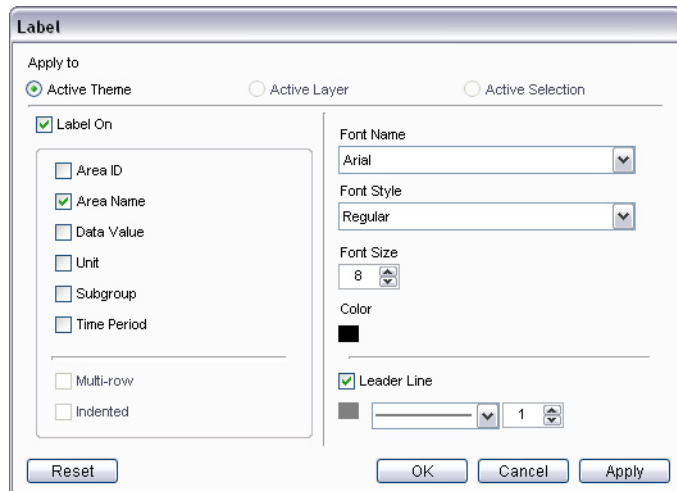 Label
Apply to
Active Theme
Active Layer
Active Selection
Label On
Area ID
Area Name
Data Value
Unit
Subgroup
Time Period
Multi-row
Indented
Font Name
Arial
Font Style
Regular
Font Size
8
Color
Leader Line
1
Reset
OK
Cancel
Apply